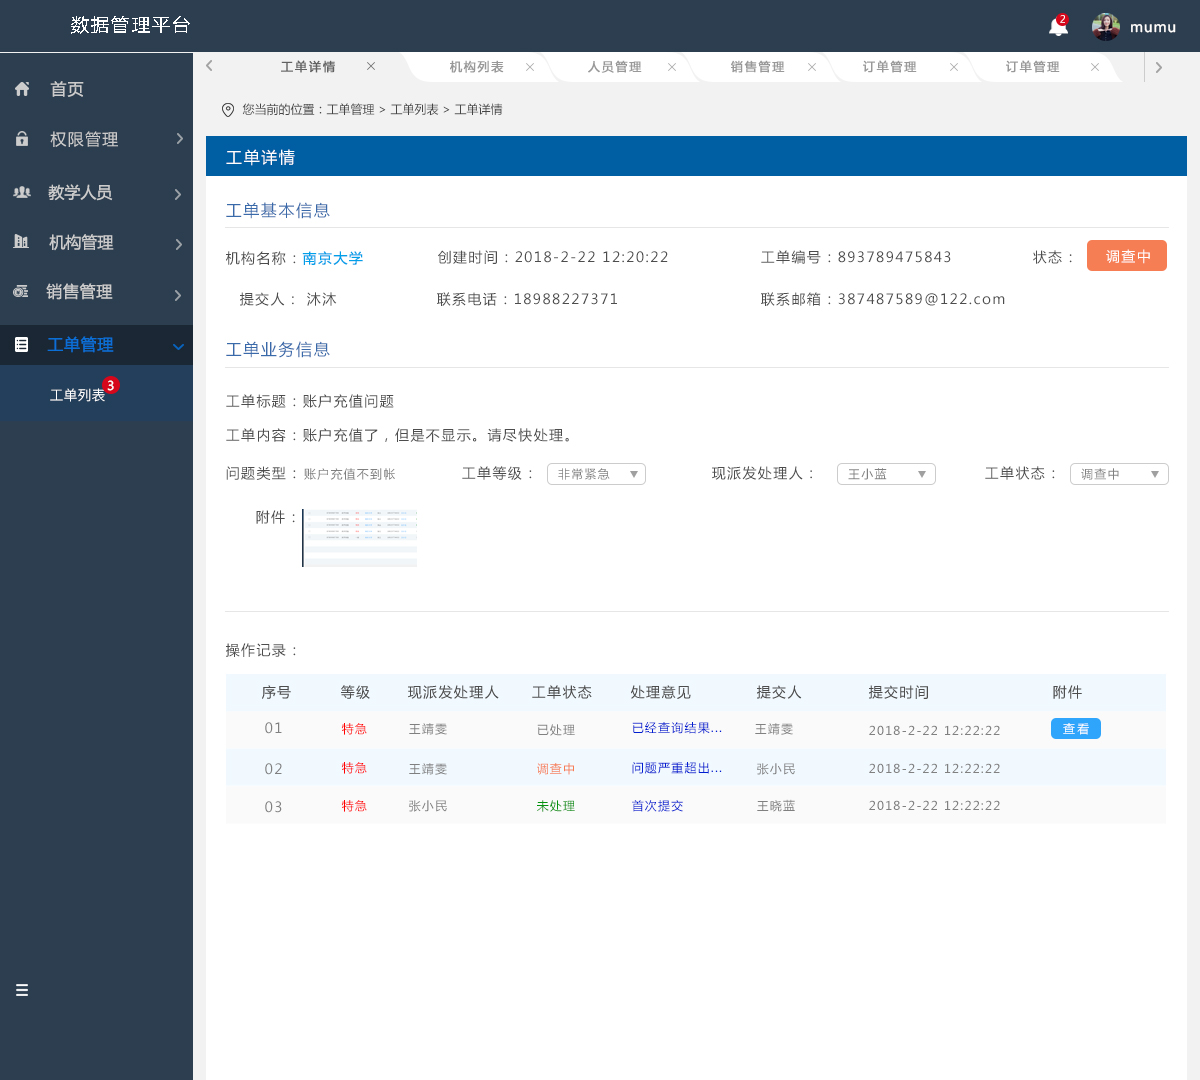 数据管理平台
2
mumu
首页
权限管理
教学人员
机构管理
销售管理
工单管理
工单列表
3
工单详情
机构列表
人员管理
销售管理
订单管理
订单管理
您当前的位置：工单管理 > 工单列表 > 工单详情
工单详情
工单基本信息
机构名称：南京大学 创建时间：2018-2-22 12:20:22 工单编号：893789475843 状态： 调查中
提交人： 沐沐 联系电话：18988227371 联系邮箱：387487589@122.com
工单业务信息
工单标题：账户充值问题
工单内容：账户充值了，但是不显示。请尽快处理。
问题类型：账户充值不到帐 工单等级： 非常紧急 现派发处理人： 王小蓝 工单状态： 调查中
附件：
操作记录：
序号 等级 现派发处理人 工单状态 处理意见 提交人 提交时间 附件
01 特急 王靖雯 已处理 已经查询结果... 王靖雯 2018-2-22 12:22:22 查看
02 特急 王靖雯 调查中 问题严重超出... 张小民 2018-2-22 12:22:22
03 特急 张小民 未处理 首次提交 王晓蓝 2018-2-22 12:22:22